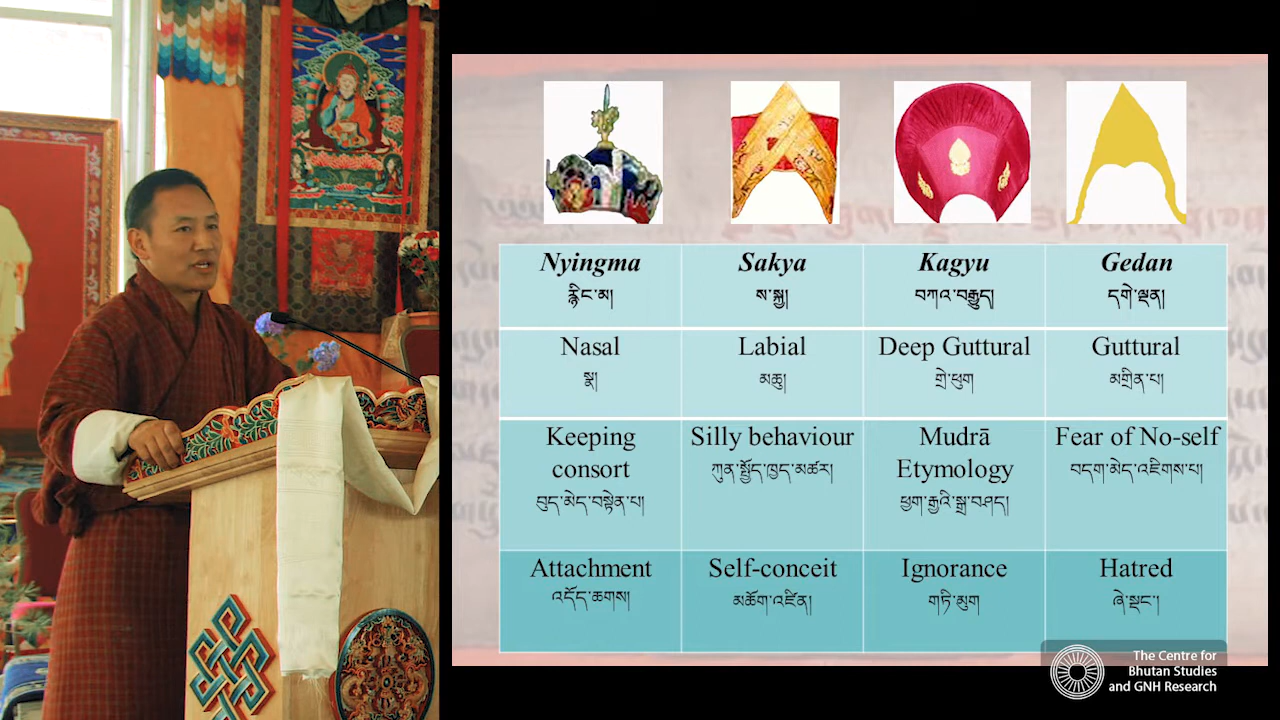 Nyingma
རྙིང་མ།
Sakya
ས་སྐྱ།
Kagyu
བཀའ་བརྒྱུད།
Gedan
དགེ་ལྡན།
Nasal
སྣ།
Labial
མཆུ།
Deep Guttural
གྲེ་ཕུག
Guttural
མགྲིན་པ།
Keeping
consort
བུད་མེད་བསྟེན་པ།
Silly behaviour
ཀུན་སྤྱོད་ཁྱད་མཚར།
Mudrā
Etymology
ཕྱག་རྒྱའི་སྒྲ་བཤད།
Fear of No-self
བདག་མེད་འཇིགས་པ།
Attachment
འདོད་ཆགས།
Self-conceit
མཆོག་འཛིན།
Ignorance
གཏི་མུག
Hatred
ཞེ་སྡང་།
The Centre for
Bhutan Studies
and GNH Research